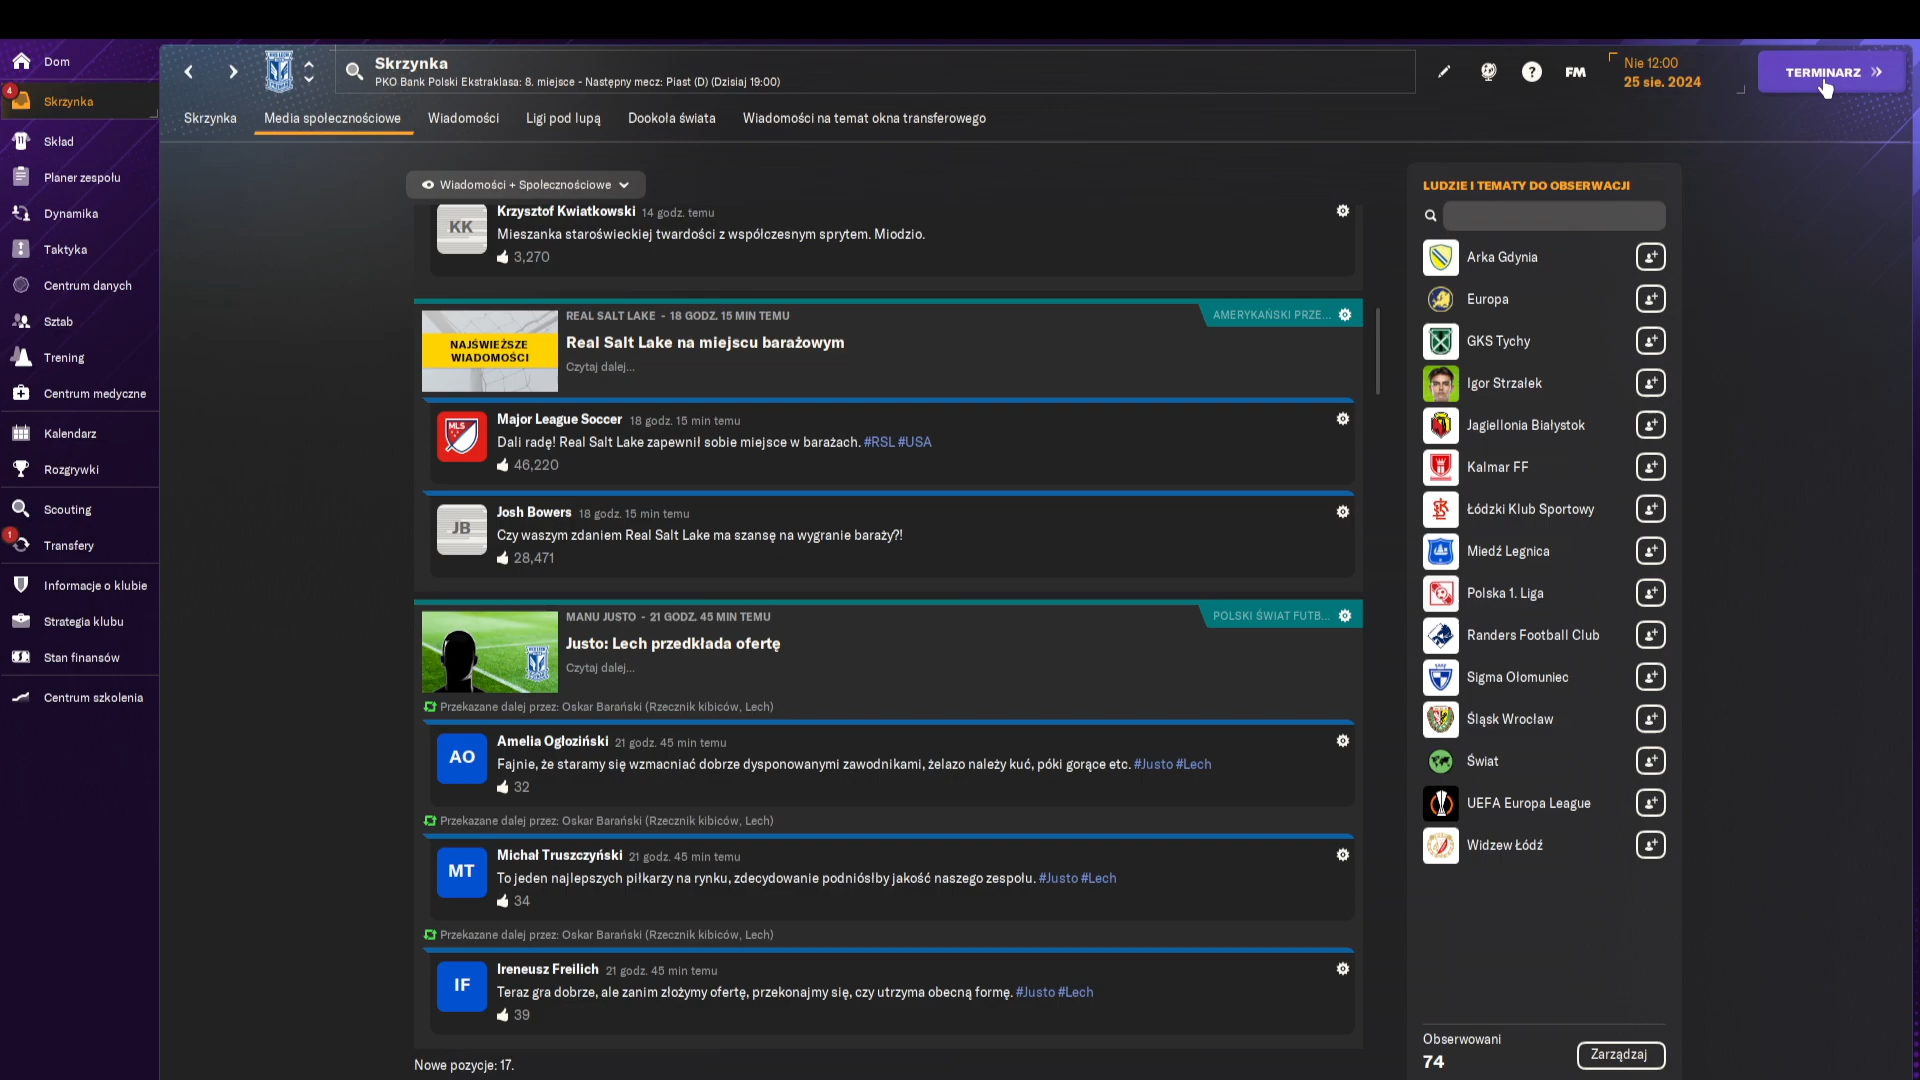 Dom
4
Skrzynka
Skład
Planer zespołu
Dynamika
Taktyka
Centrum danych
Sztab
Trening
Centrum medyczne
Kalendarz
Rozgrywki
Scouting
1
Transfery
Informacje o klubie
Strategia klubu
Stan finansów
Centrum szkolenia
Skrzynka
PKO Bank Polski Ekstraklasa: 8. miejsce - Następny mecz: Piast (D) (Dzisiaj 19:00)
FM
Nie 12:00
25 sie. 2024
TERMINARZ
Skrzynka Media społecznościowe Wiadomości Ligi pod lupą Dookoła świata Wiadomości na temat okna transferowego
Wiadomości + Społecznościowe
KK
Krzysztof Kwiatkowski 14 godz. temu
Mieszanka staroświeckiej twardości z współczesnym sprytem. Miodzio.
3,270
NAJŚWIEŻSZE
WIADOMOŚCI
REAL SALT LAKE - 18 GODZ. 15 MIN TEMU
AMERYKAŃSKI PRZE...
Real Salt Lake na miejscu barażowym
Czytaj dalej...
MLS
Major League Soccer 18 godz. 15 min temu
Dali radę! Real Salt Lake zapewnił sobie miejsce w barażach. #RSL #USA
46,220
JB
Josh Bowers 18 godz. 15 min temu
Czy waszym zdaniem Real Salt Lake ma szansę na wygranie baraży?!
28,471
MANU JUSTO - 21 GODZ. 45 MIN TEMU
POLSKI ŚWIAT FUTB...
Justo: Lech przedkłada ofertę
Czytaj dalej...
Przekazane dalej przez: Oskar Barański (Rzecznik kibiców, Lech)
AO
Amelia Ogłoziński 21 godz. 45 min temu
Fajnie, że staramy się wzmacniać dobrze dysponowanymi zawodnikami, żelazo należy kuć, póki gorące etc. #Justo #Lech
32
Przekazane dalej przez: Oskar Barański (Rzecznik kibiców, Lech)
MT
Michał Truszczyński 21 godz. 45 min temu
To jeden najlepszych piłkarzy na rynku, zdecydowanie podniósłby jakość naszego zespołu. #Justo #Lech
34
Przekazane dalej przez: Oskar Barański (Rzecznik kibiców, Lech)
IF
Ireneusz Freilich 21 godz. 45 min temu
Teraz gra dobrze, ale zanim złożymy ofertę, przekonajmy się, czy utrzyma obecną formę. #Justo #Lech
39
Nowe pozycje: 17.
LUDZIE I TEMATY DO OBSERWACJI
Arka Gdynia
Europa
GKS Tychy
Igor Strzałek
Jagiellonia Białystok
Kalmar FF
Łódzki Klub Sportowy
Miedź Legnica
Polska 1. Liga
Randers Football Club
Sigma Ołomuniec
Śląsk Wrocław
Świat
UEFA Europa League
Widzew Łódź
Obserwowani
74
Zarządzaj